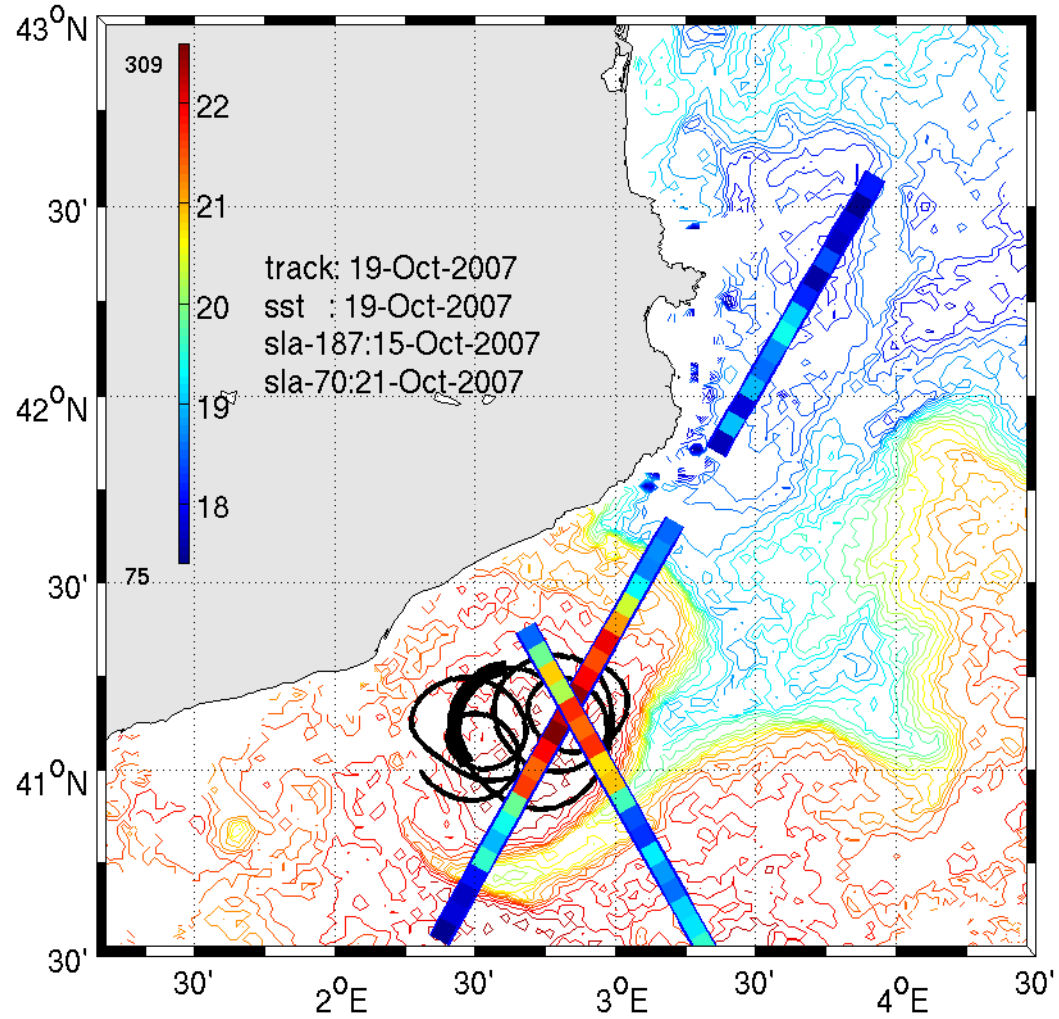 43°N
309
22
21
20
19
18
75
track: 19-Oct-2007
sst : 19-Oct-2007
sla-187:15-Oct-2007
sla-70:21-Oct-2007
30'
42°N
30'
41°N
30'
30'
2°E
30'
3°E
30'
4°E
30'